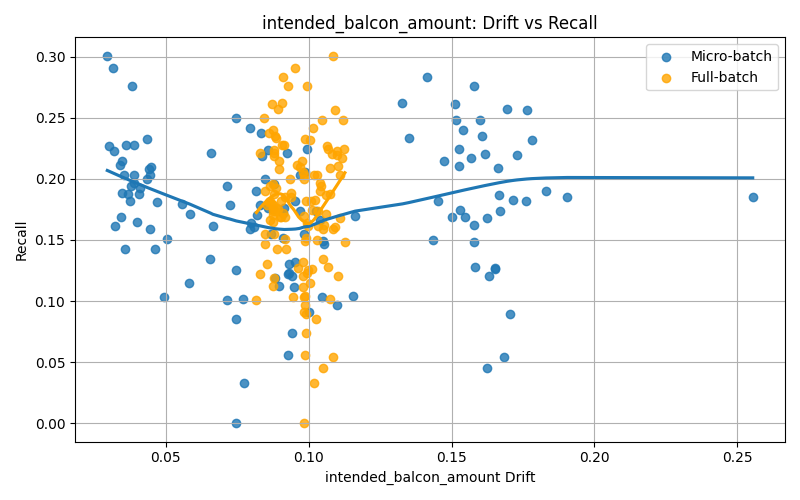 intended_balcon_amount: Drift vs Recall
Micro-batch
Full-batch
Recall
0.30
0.25
0.20
0.15
0.10
0.05
0.00
0.05 0.10 0.15 0.20 0.25
intended_balcon_amount Drift